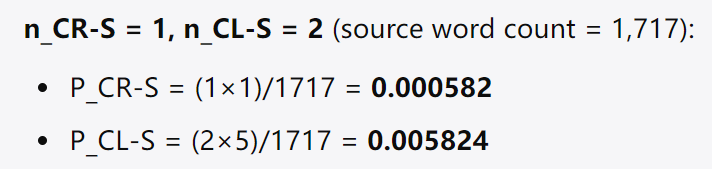 n_CR-S = 1, n_CL-S = 2 (source word count = 1,717):
• P_CR-S = (1×1)/1717 = 0.000582
• P_CL-S = (2×5)/1717 = 0.005824